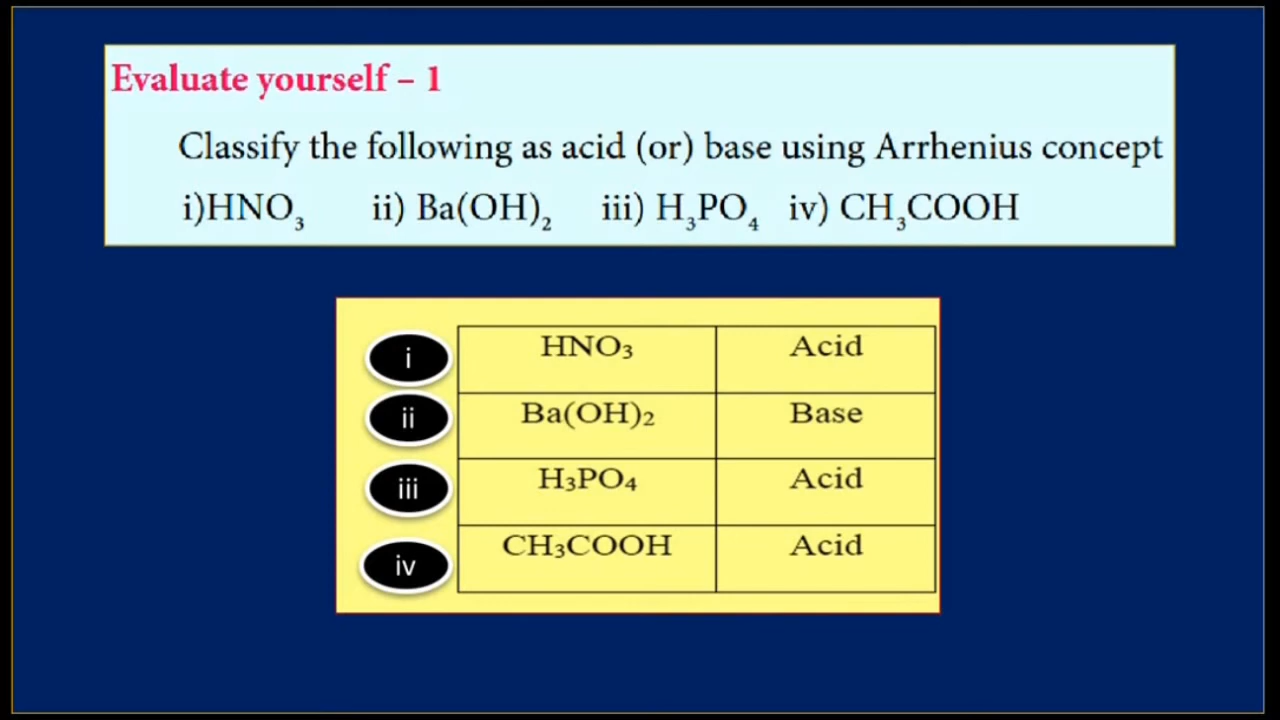 Evaluate yourself – 1
Classify the following as acid (or) base using Arrhenius concept
i)HNO₃ ii) Ba(OH)₂ iii) H₃PO₄ iv) CH₃COOH
i HNO₃ Acid
ii Ba(OH)₂ Base
iii H₃PO₄ Acid
iv CH₃COOH Acid